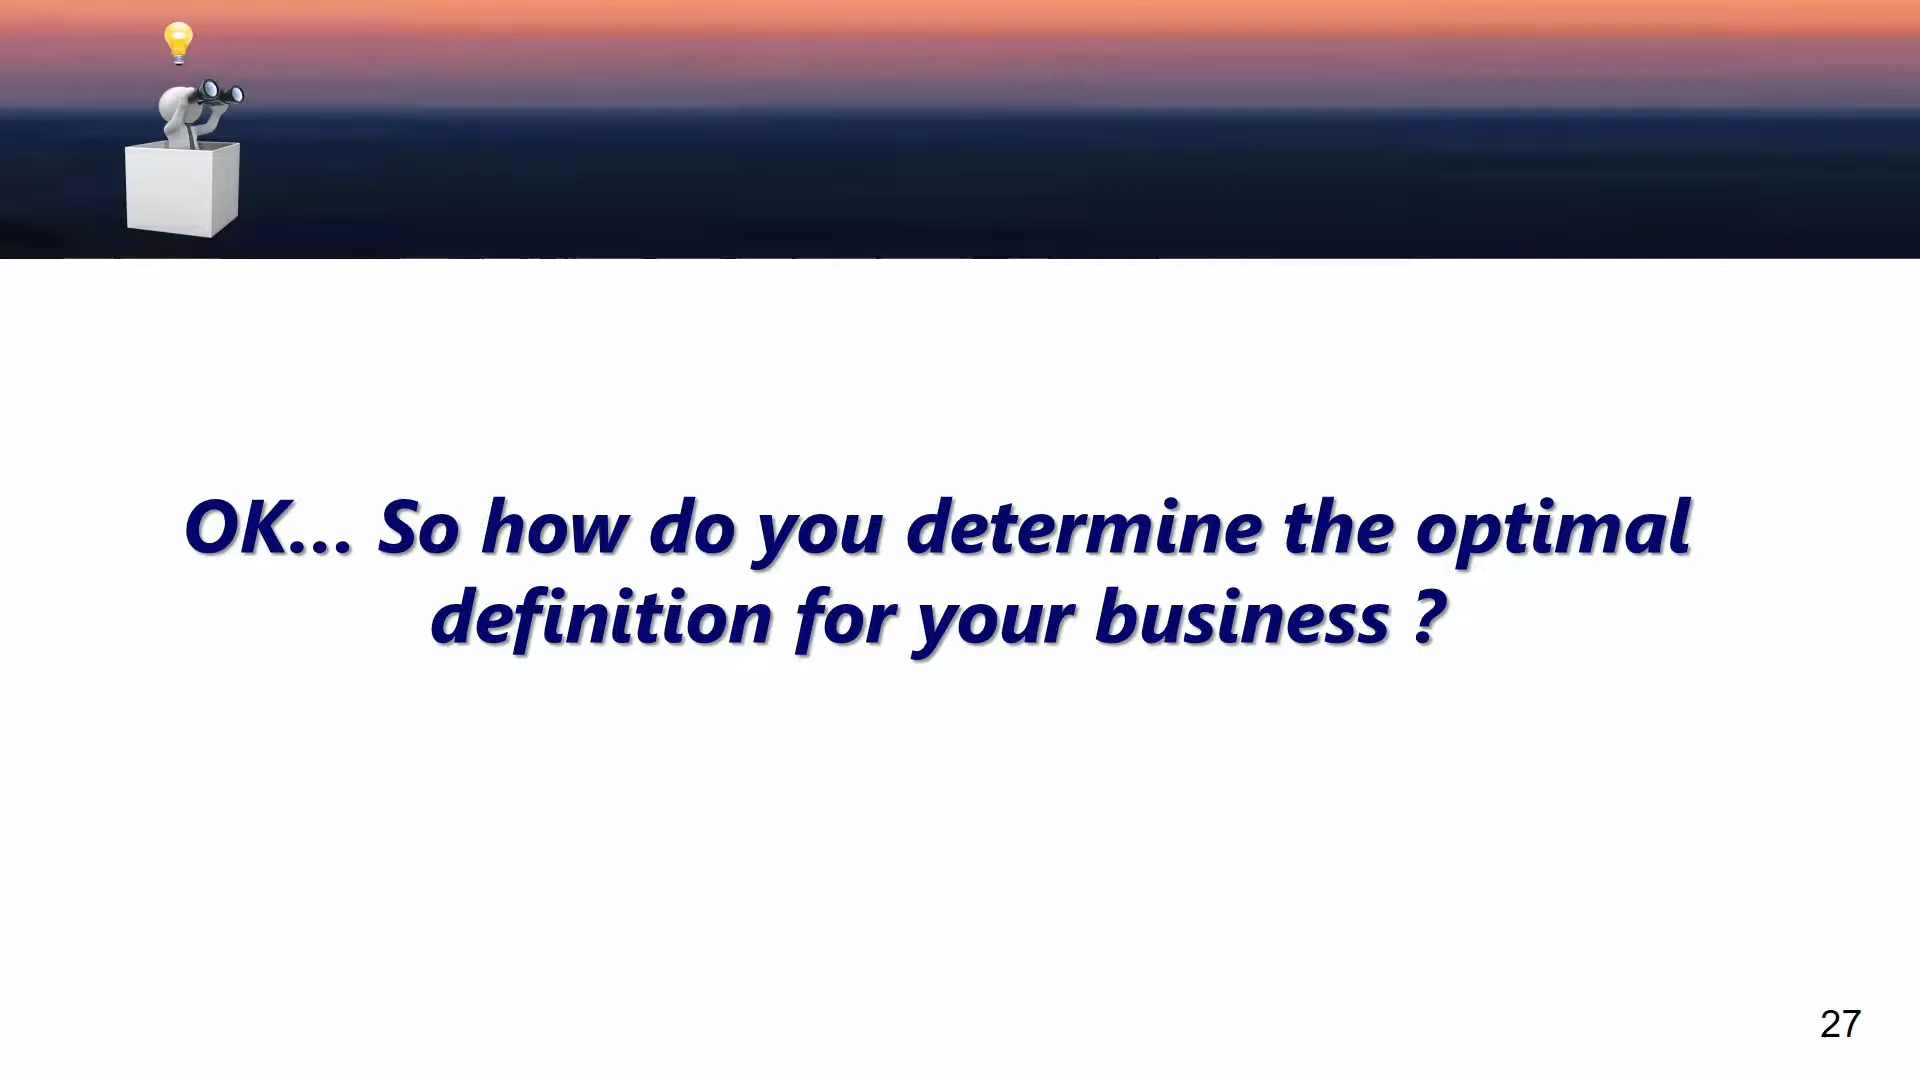 OK… So how do you determine the optimal
definition for your business ?
27